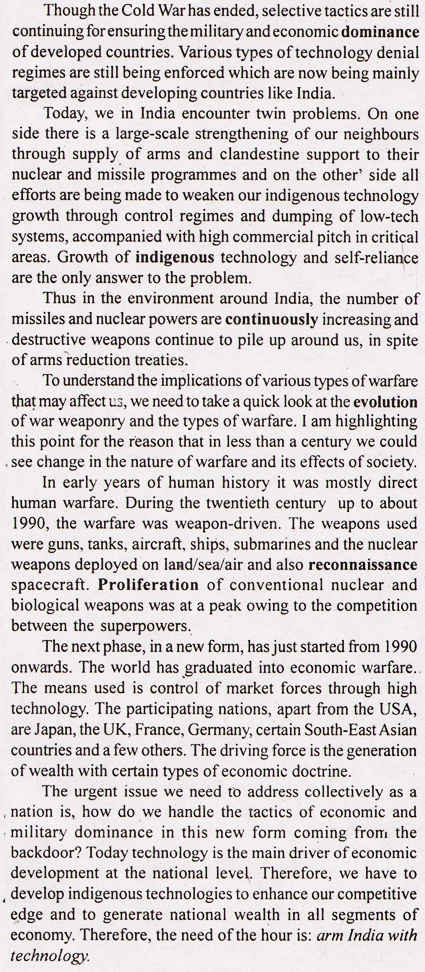 Though the Cold War has ended, selective tactics are still
continuing for ensuring the military and economic dominance
of developed countries. Various types of technology denial
regimes are still being enforced which are now being mainly
targeted against developing countries like India.
Today, we in India encounter twin problems. On one
side there is a large-scale strengthening of our neighbours
through supply of arms and clandestine support to their
nuclear and missile programmes and on the other' side all
efforts are being made to weaken our indigenous technology
growth through control regimes and dumping of low-tech
systems, accompanied with high commercial pitch in critical
areas. Growth of indigenous technology and self-reliance
are the only answer to the problem.
Thus in the environment around India, the number of
missiles and nuclear powers are continuously increasing and
destructive weapons continue to pile up around us, in spite
of arms reduction treaties.
To understand the implications of various types of warfare
that may affect us, we need to take a quick look at the evolution
of war weaponry and the types of warfare. I am highlighting
this point for the reason that in less than a century we could
see change in the nature of warfare and its effects of society.
In early years of human history it was mostly direct
human warfare. During the twentieth century up to about
1990, the warfare was weapon-driven. The weapons used
were guns, tanks, aircraft, ships, submarines and the nuclear
weapons deployed on land/sea/air and also reconnaissance
spacecraft. Proliferation of conventional nuclear and
biological weapons was at a peak owing to the competition
between the superpowers.
The next phase, in a new form, has just started from 1990
onwards. The world has graduated into economic warfare.
The means used is control of market forces through high
technology. The participating nations, apart from the USA,
are Japan, the UK, France, Germany, certain South-East Asian
countries and a few others. The driving force is the generation
of wealth with certain types of economic doctrine.
The urgent issue we need to address collectively as a
nation is, how do we handle the tactics of economic and
military dominance in this new form coming from the
backdoor? Today technology is the main driver of economic
development at the national level. Therefore, we have to
develop indigenous technologies to enhance our competitive
edge and to generate national wealth in all segments of
economy. Therefore, the need of the hour is: arm India with
technology.